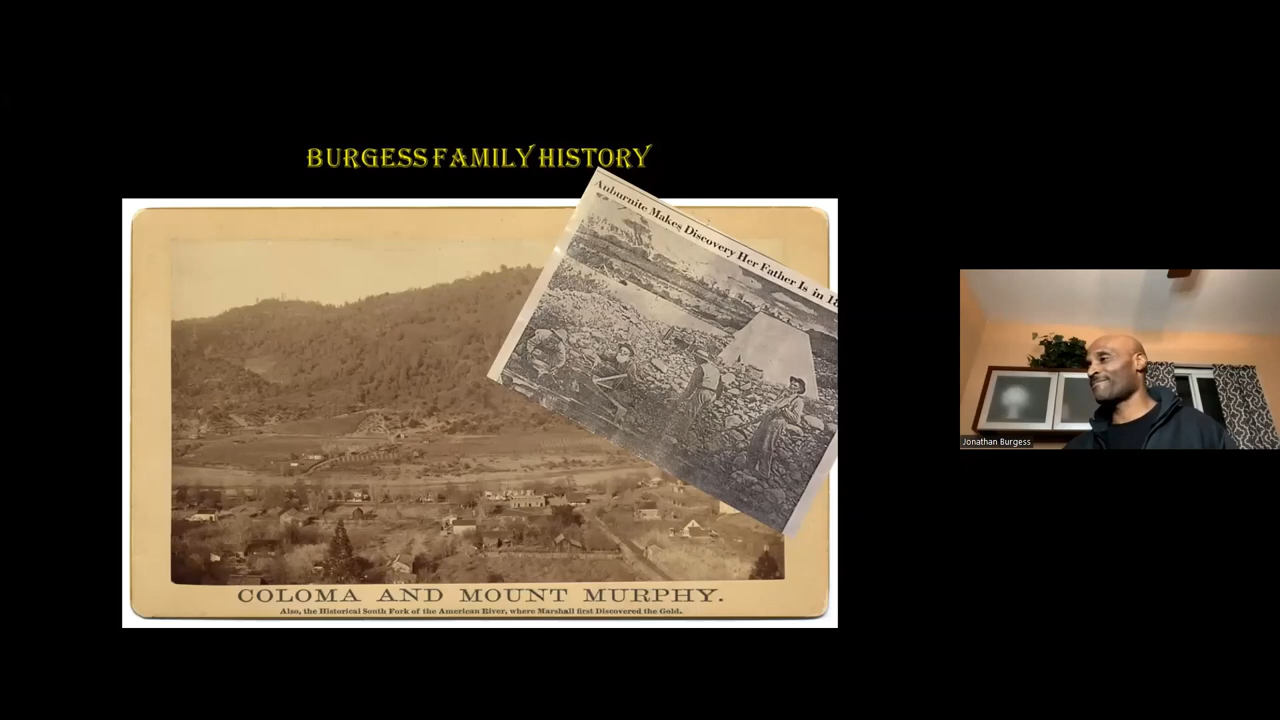 BURGESS FAMILY HISTORY
Auburnite Makes Discovery Her Father Is in
COLOMA AND MOUNT MURPHY.
Also, the Historical South Fork of the American River, where Marshall first Discovered the Gold.
Jonathan Burgess